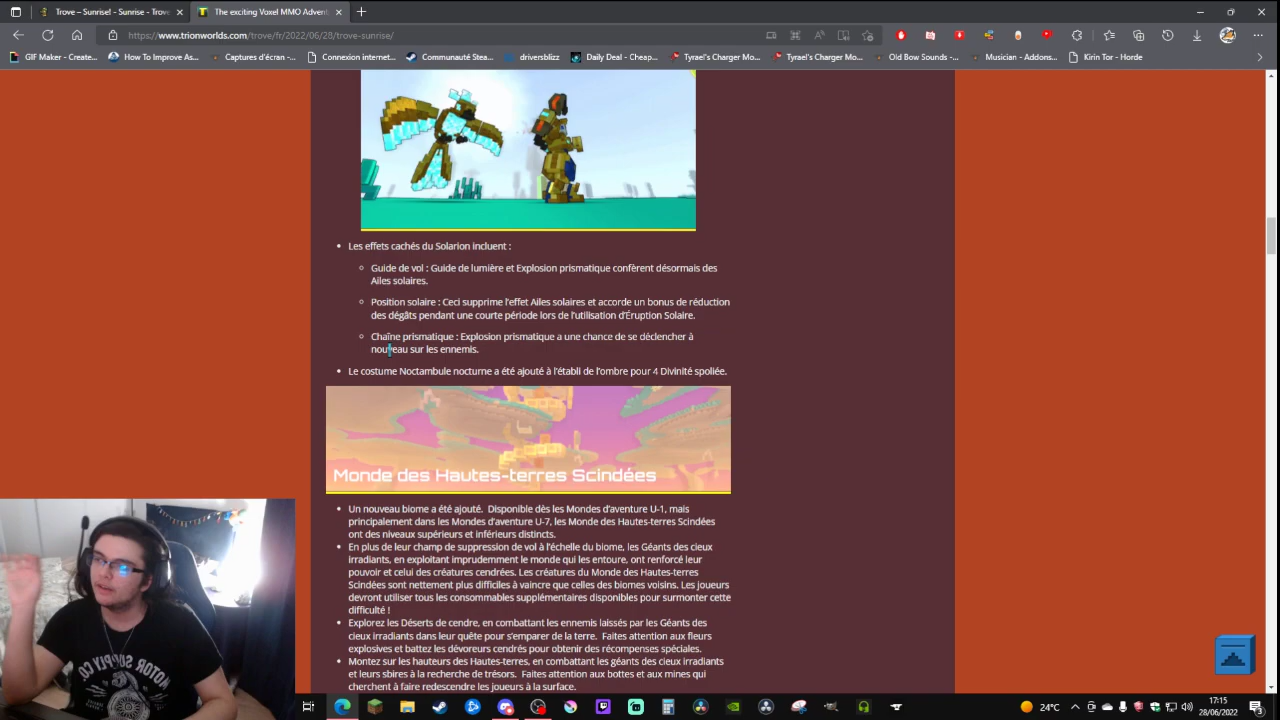 Trove – Sunrise! - Sunrise - Trove
The exciting Voxel MMO Advent
https://www.trionworlds.com/trove/fr/2022/06/28/trove-sunrise/
GIF Maker - Create... How To Improve As... Captures d'écran -... Connexion internet... Communauté Stea... driversblizz Daily Deal - Cheap... Tyrael's Charger Mo... Tyrael's Charger Mo... Old Bow Sounds -... Musician - Addons... Kirin Tor - Horde
Les effets cachés du Solarion incluent :
Guide de vol : Guide de lumière et Explosion prismatique confèrent désormais des
Ailes solaires.
Position solaire : Ceci supprime l'effet Ailes solaires et accorde un bonus de réduction
des dégâts pendant une courte période lors de l'utilisation d'Éruption Solaire.
Chaîne prismatique : Explosion prismatique a une chance de se déclencher à
nouveau sur les ennemis.
Le costume Noctambule nocturne a été ajouté à l'établi de l'ombre pour 4 Divinité spoliée.
Monde des Hautes-terres Scindées
Un nouveau biome a été ajouté. Disponible dès les Mondes d'aventure U-1, mais
principalement dans les Mondes d'aventure U-7, les Monde des Hautes-terres Scindées
ont des niveaux supérieurs et inférieurs distincts.
En plus de leur champ de suppression de vol à l'échelle du biome, les Géants des cieux
irradiants, en exploitant imprudemment le monde qui les entoure, ont renforcé leur
pouvoir et celui des créatures cendrées. Les créatures du Monde des Hautes-terres
Scindées sont nettement plus difficiles à vaincre que celles des biomes voisins. Les joueurs
devront utiliser tous les consommables supplémentaires disponibles pour surmonter cette
difficulté !
Explorez les Déserts de cendre, en combattant les ennemis laissés par les Géants des
cieux irradiants dans leur quête pour s'emparer de la terre. Faites attention aux fleurs
explosives et battez les dévoreurs cendrés pour obtenir des récompenses spéciales.
Montez sur les hauteurs des Hautes-terres, en combattant les géants des cieux irradiants
et leurs sbires à la recherche de trésors. Faites attention aux bottes et aux mines qui
cherchent à faire redescendre les joueurs à la surface.
MOTOR SUPPLY CO.
24°C
17:15
28/06/2022